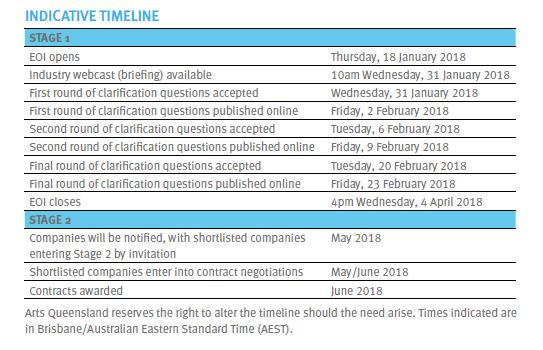 INDICATIVE TIMELINE
STAGE 1
EOI opens Thursday, 18 January 2018
Industry webcast (briefing) available 10am Wednesday, 31 January 2018
First round of clarification questions accepted Wednesday, 31 January 2018
First round of clarification questions published online Friday, 2 February 2018
Second round of clarification questions accepted Tuesday, 6 February 2018
Second round of clarification questions published online Friday, 9 February 2018
Final round of clarification questions accepted Tuesday, 20 February 2018
Final round of clarification questions published online Friday, 23 February 2018
EOI closes 4pm Wednesday, 4 April 2018
STAGE 2
Companies will be notified, with shortlisted companies May 2018
entering Stage 2 by invitation
Shortlisted companies enter into contract negotiations May/June 2018
Contracts awarded June 2018
Arts Queensland reserves the right to alter the timeline should the need arise. Times indicated are
in Brisbane/Australian Eastern Standard Time (AEST).